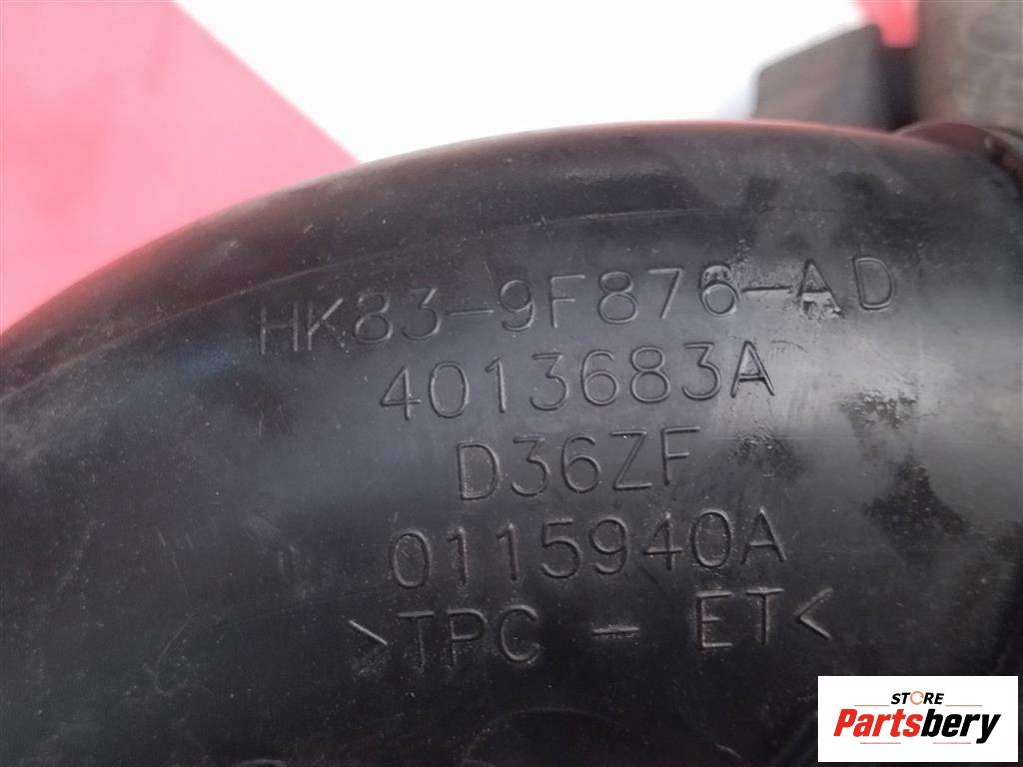 HK83-9F876-AD
4013683A
D36ZF
0115940A
>TPC - ET<
STORE
Partsbery